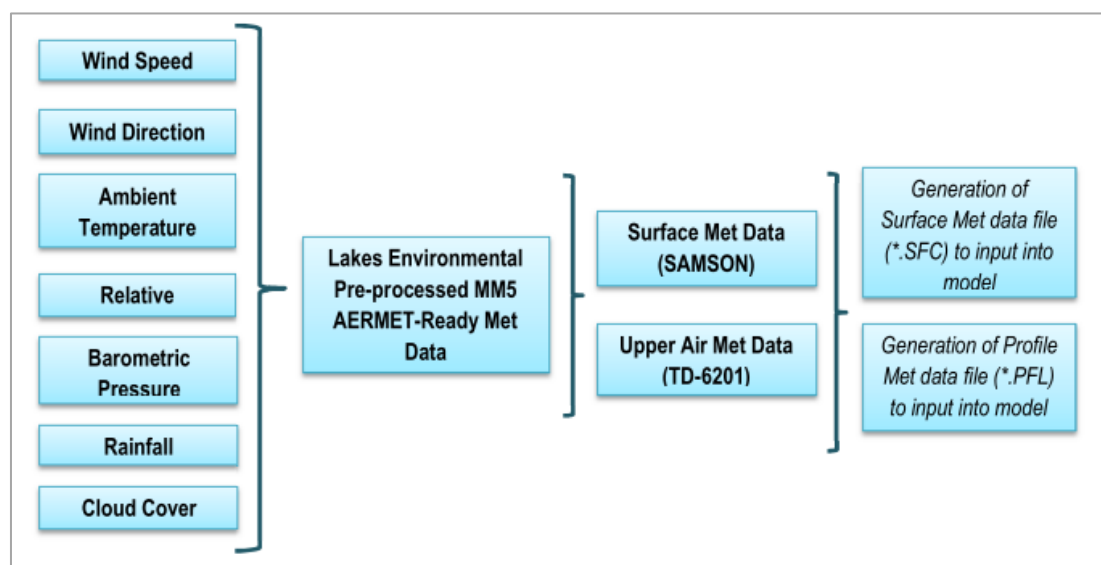 Wind Speed
Wind Direction
Ambient
Temperature
Relative
Barometric
Pressure
Rainfall
Cloud Cover
Lakes Environmental
Pre-processed MM5
AERMET-Ready Met
Data
Surface Met Data
(SAMSON)
Upper Air Met Data
(TD-6201)
Generation of
Surface Met data file
(*.SFC) to input into
model
Generation of Profile
Met data file (*.PFL)
to input into model